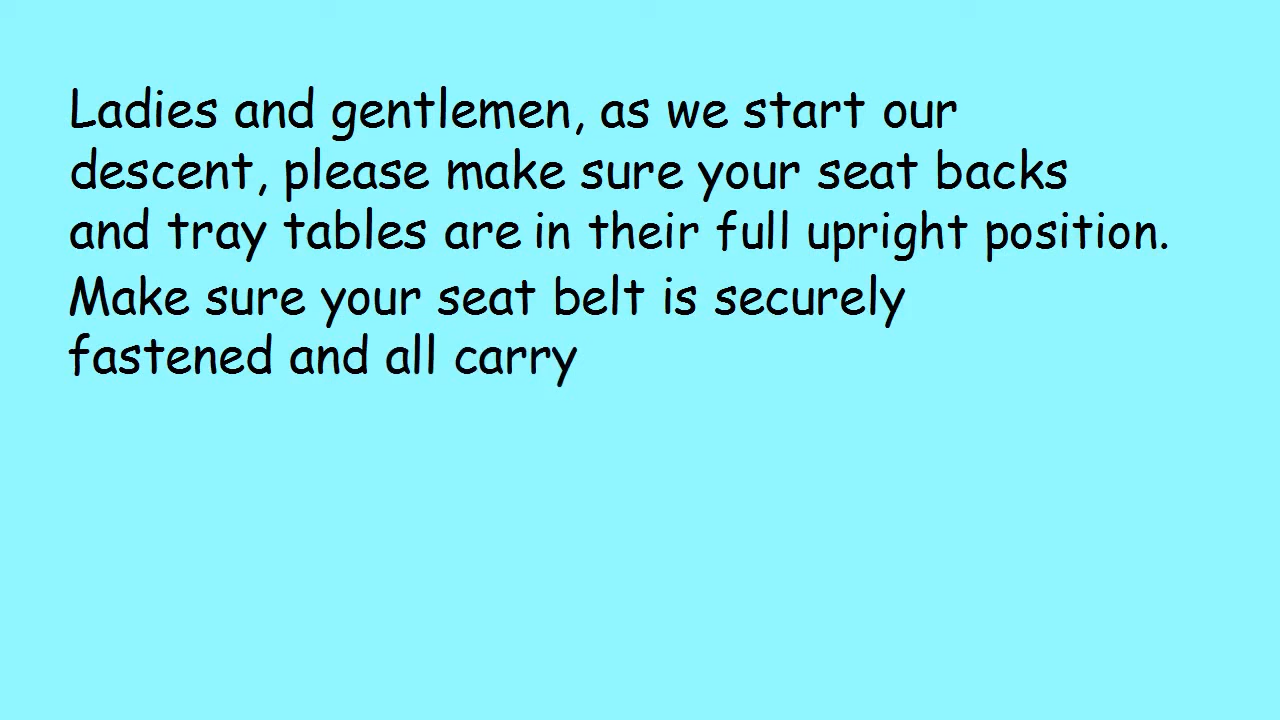 Ladies and gentlemen, as we start our
descent, please make sure your seat backs
and tray tables are in their full upright position.
Make sure your seat belt is securely
fastened and all carry